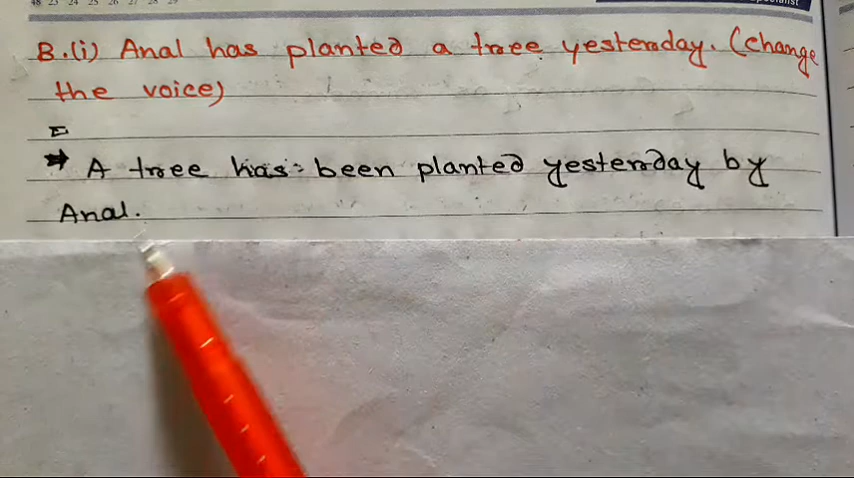 B.(i) Anal has planted a tree yesterday. (change
the voice)
A tree has been planted yesterday by
Anal.